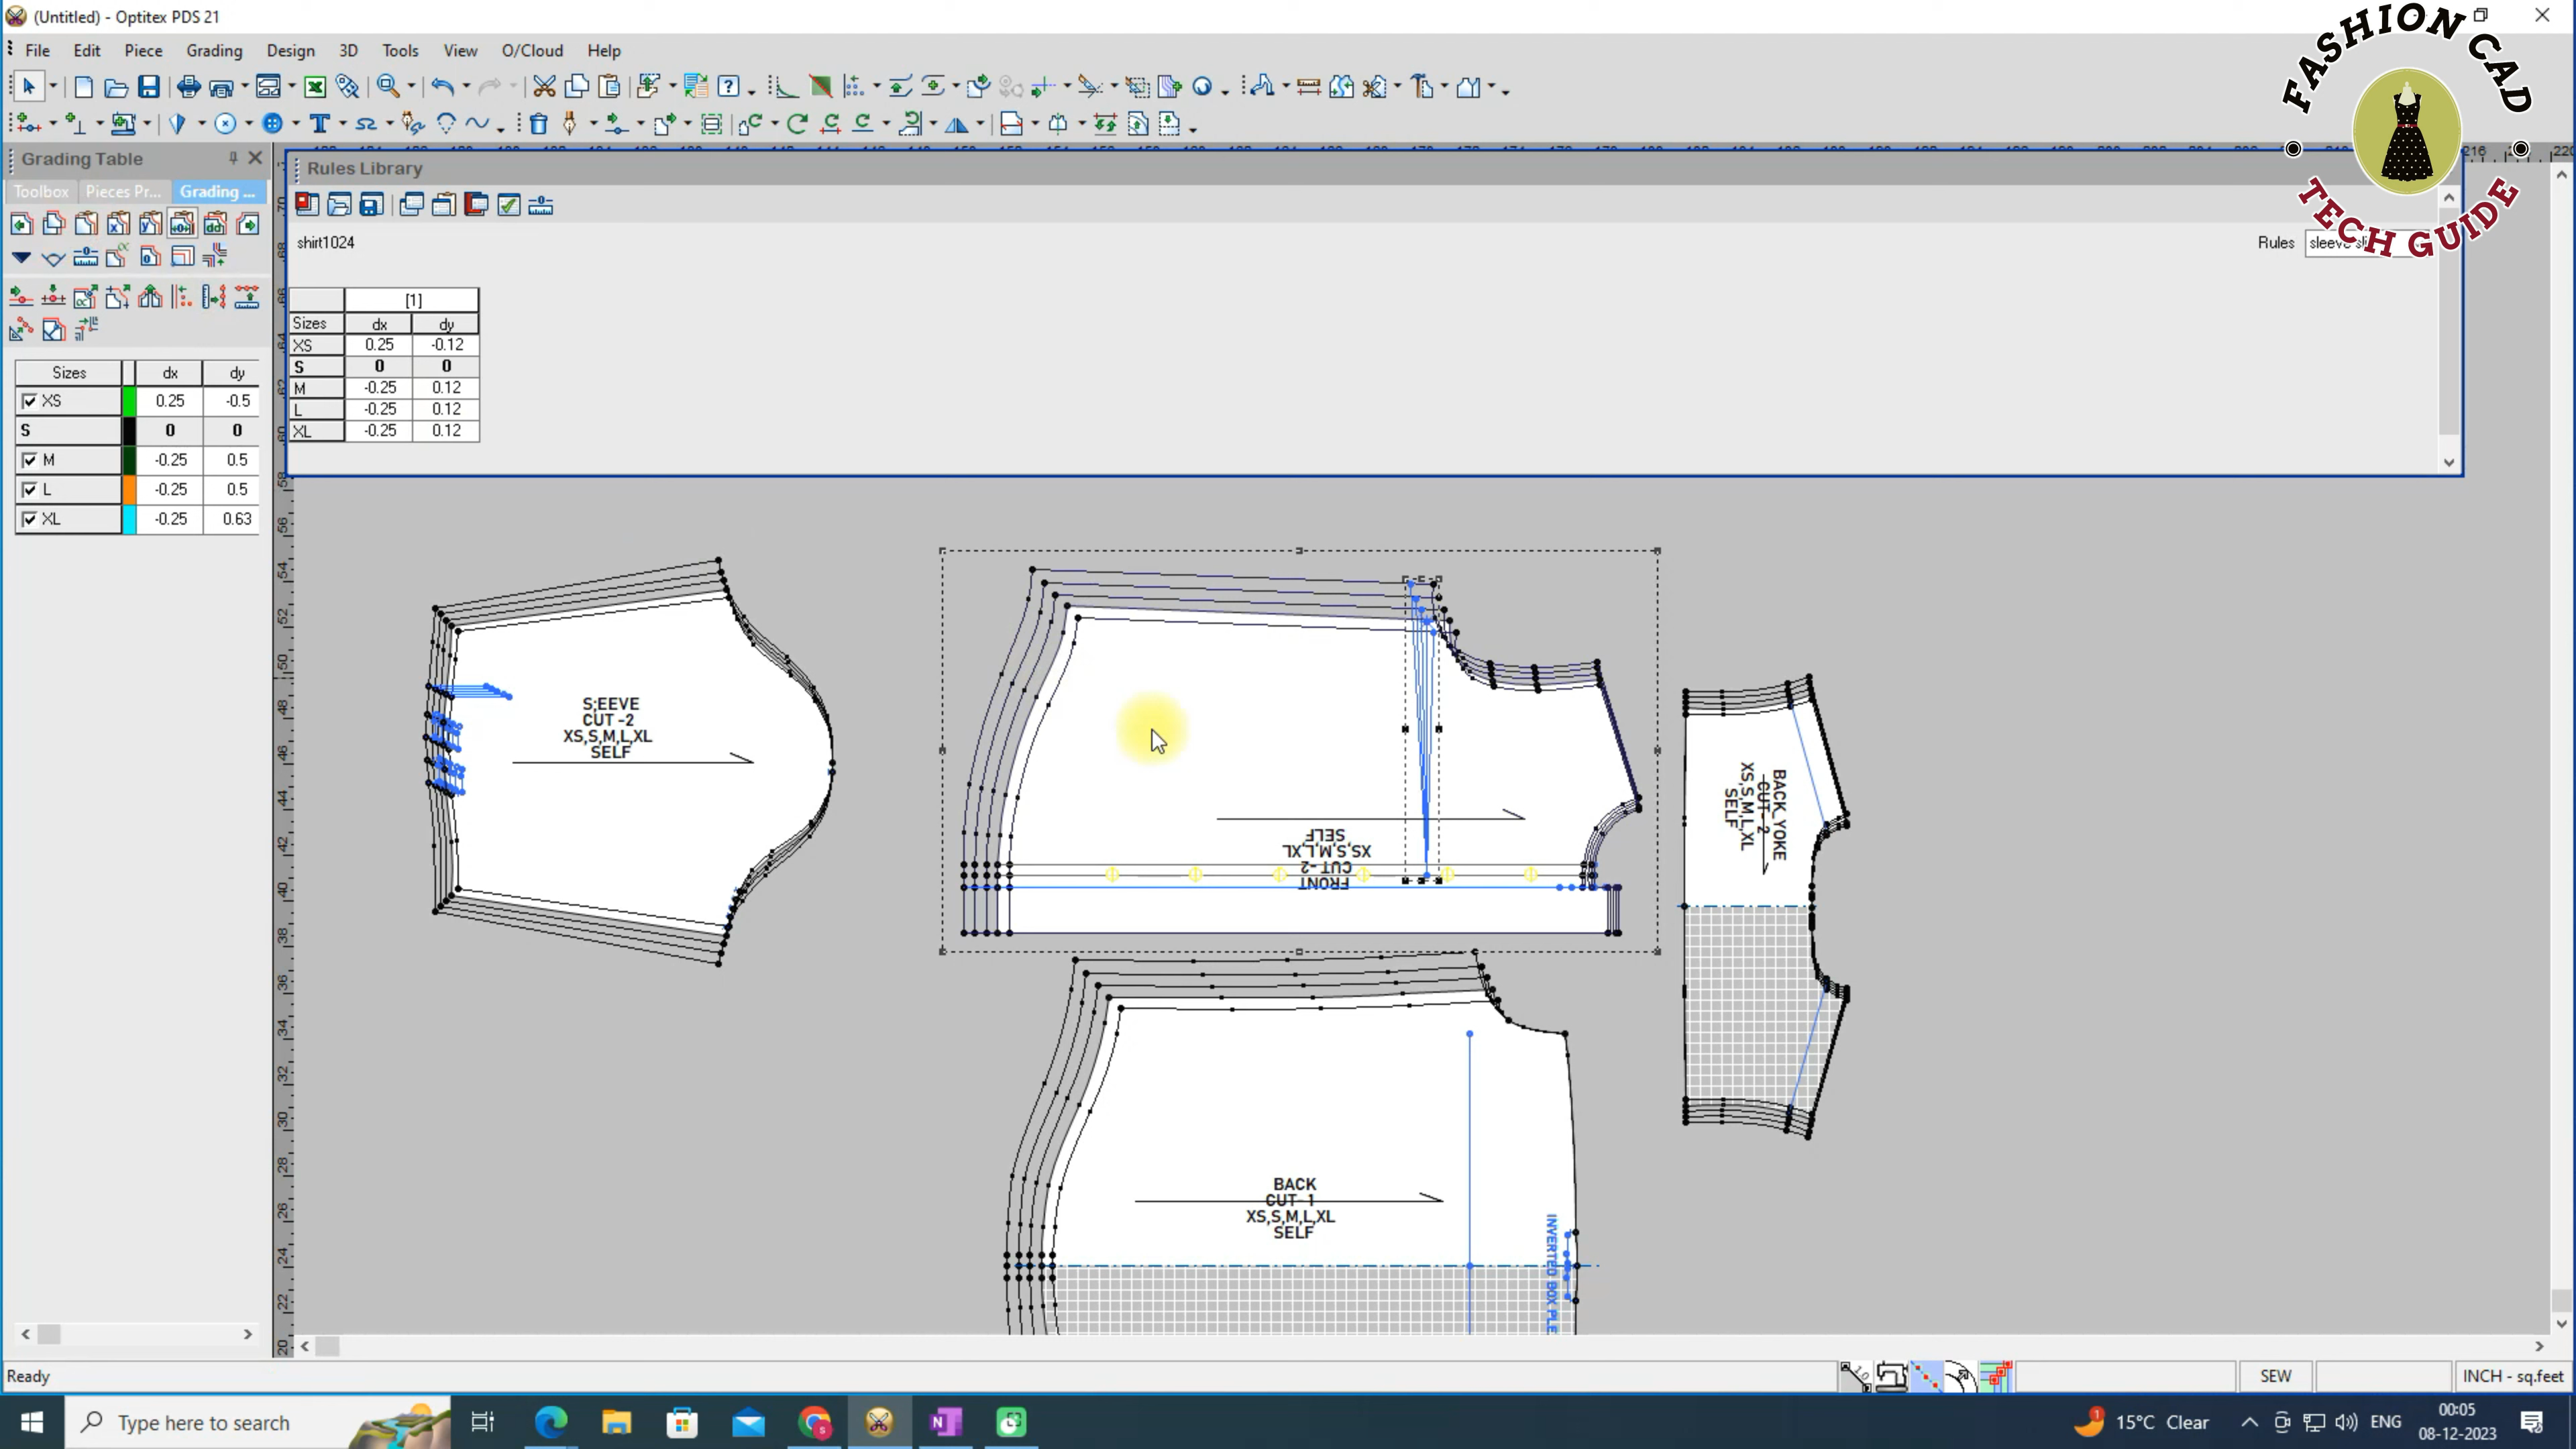 (Untitled) - Optitex PDS 21
File Edit Piece Grading Design 3D Tools View O/Cloud Help
FASHION CAD
TECH GUIDE
Grading Table
Toolbox Pieces Pr... Grading ...
Rules Library
shirt1024
Rules
[1]
Sizes dx dy
XS 0.25 -0.12
S 0 0
M -0.25 0.12
L -0.25 0.12
XL -0.25 0.12
Sizes dx dy
XS 0.25 -0.5
S 0 0
M -0.25 0.5
L -0.25 0.5
XL -0.25 0.63
S;EEVE
CUT -2
XS,S,M,L,XL
SELF
FRONT
CUT -2
XS,S,M,L,XL
SELF
BACK YOKE
CUT- 2
XS,S,M,L,XL
SELF
BACK
CUT- 1
XS,S,M,L,XL
SELF
INVERTED BOX PLE
Ready
SEW
INCH - sq.feet
Type here to search
15°C Clear
ENG
00:05
08-12-2023